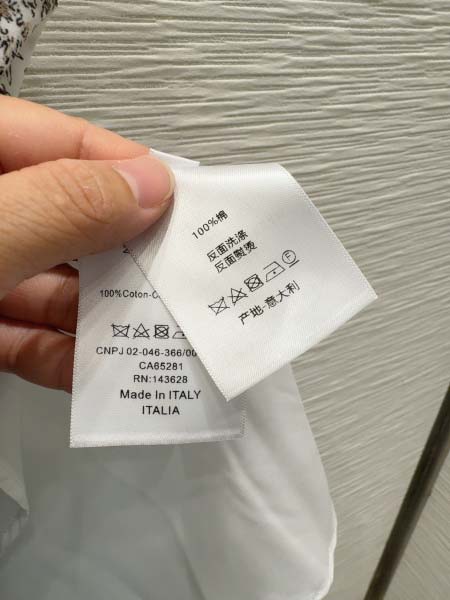 100%棉
反面洗涤
反面熨烫
产地:意大利
100%Coton-C
CNPJ 02-046-366/00
CA65281
RN:143628
Made In ITALY
ITALIA